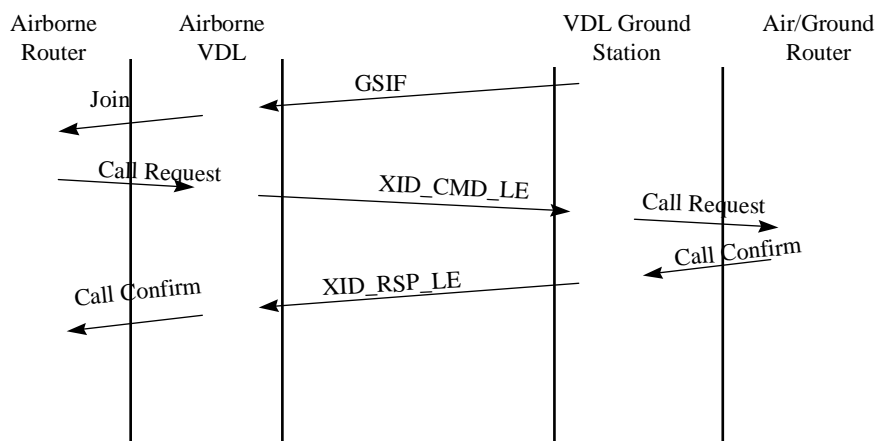 Airborne
Router
Airborne
VDL
VDL Ground
Station
Air/Ground
Router
GSIF
Join
Call Request
XID_CMD_LE
Call Request
Call Confirm
XID_RSP_LE
Call Confirm